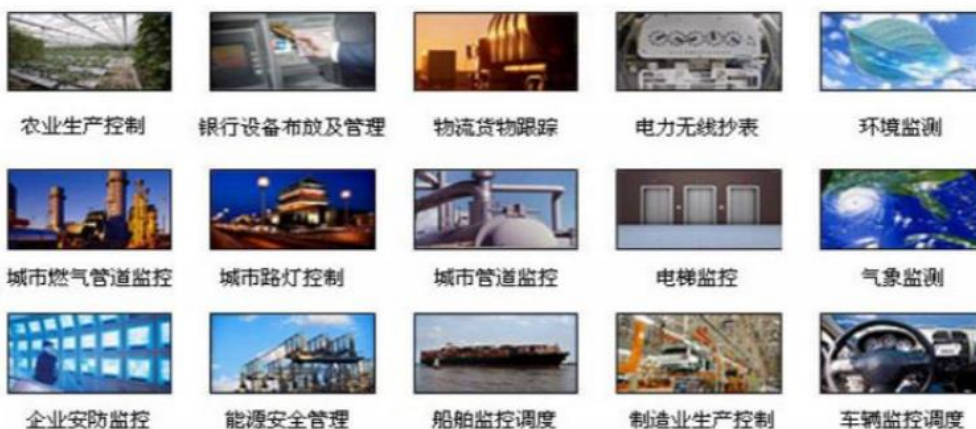 农业生产控制 银行设备布放及管理 物流货物跟踪 电力无线抄表 环境监测
城市燃气管道监控 城市路灯控制 城市管道监控 电梯监控 气象监测
企业安防监控 能源安全管理 船舶监控调度 制造业生产控制 车辆监控调度